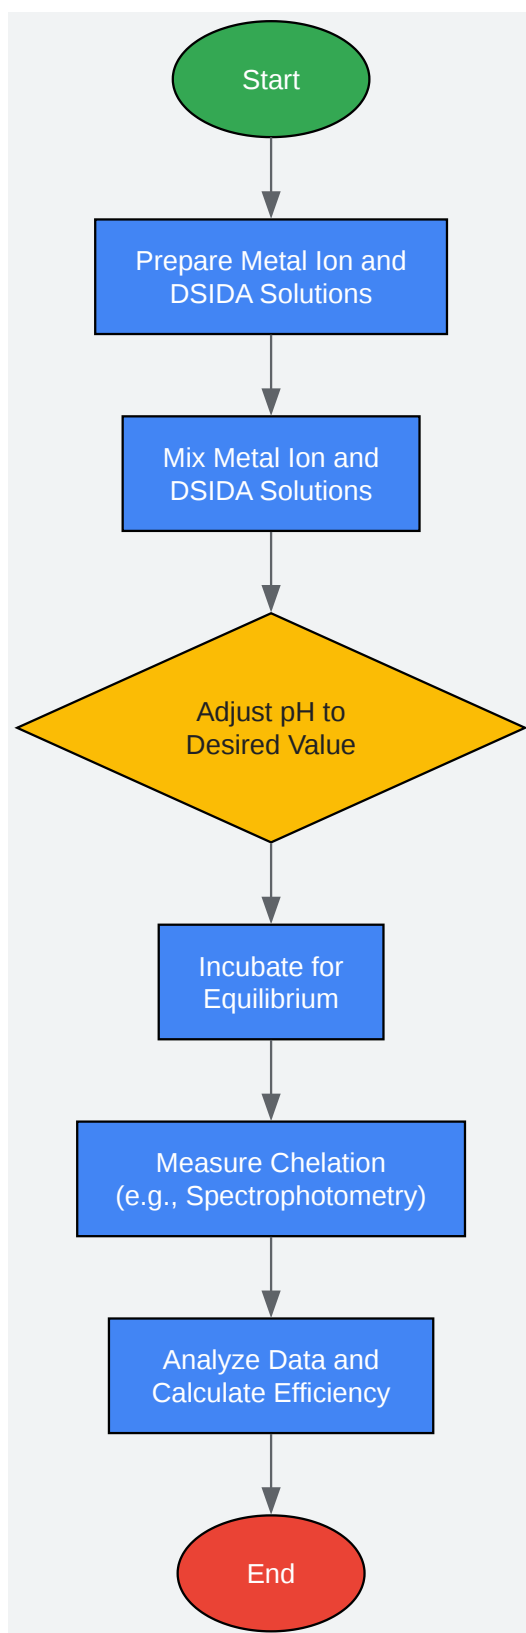 Start
Prepare Metal Ion and
DSIDA Solutions
Mix Metal Ion and
DSIDA Solutions
Adjust pH to
Desired Value
Incubate for
Equilibrium
Measure Chelation
(e.g., Spectrophotometry)
Analyze Data and
Calculate Efficiency
End